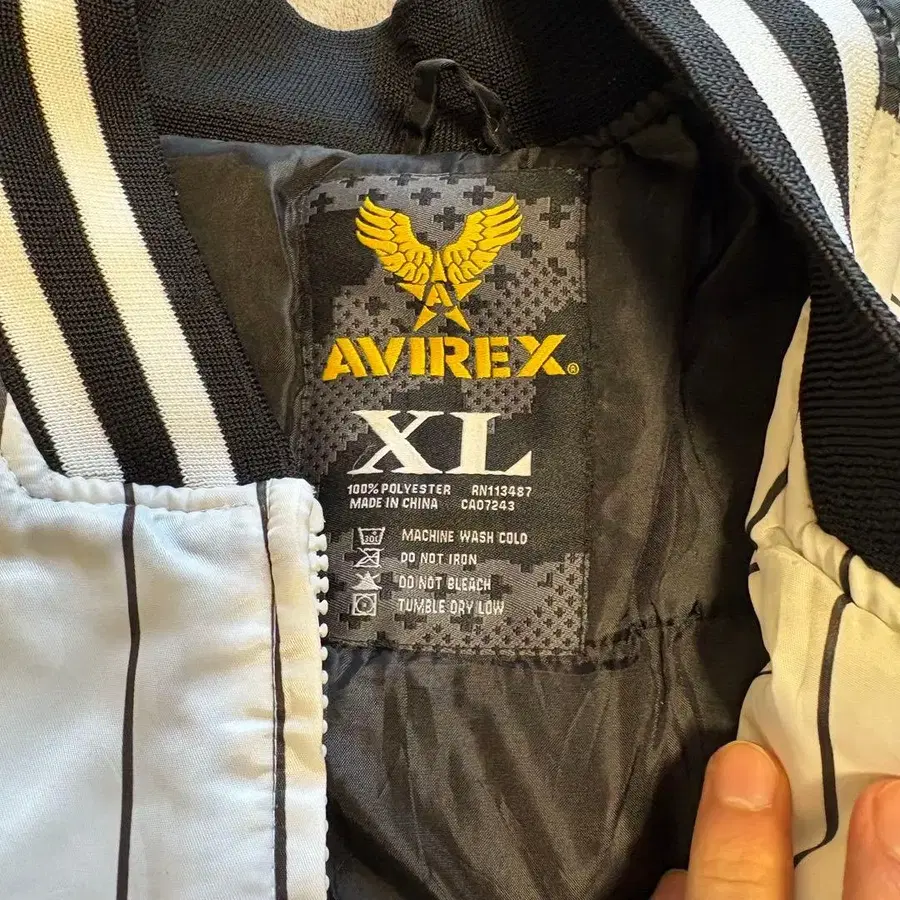 A
AVIREX®
XL
100% POLYESTER RN113487
MADE IN CHINA CA07243
30C MACHINE WASH COLD
DO NOT IRON
DO NOT BLEACH
TUMBLE DRY LOW